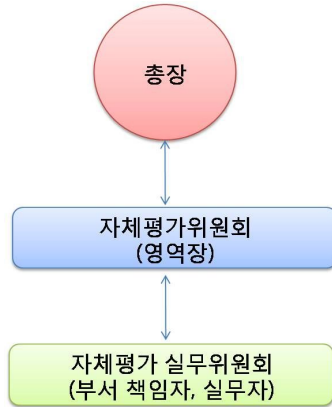 총장
자체평가위원회
(영역장)
자체평가 실무위원회
(부서 책임자, 실무자)